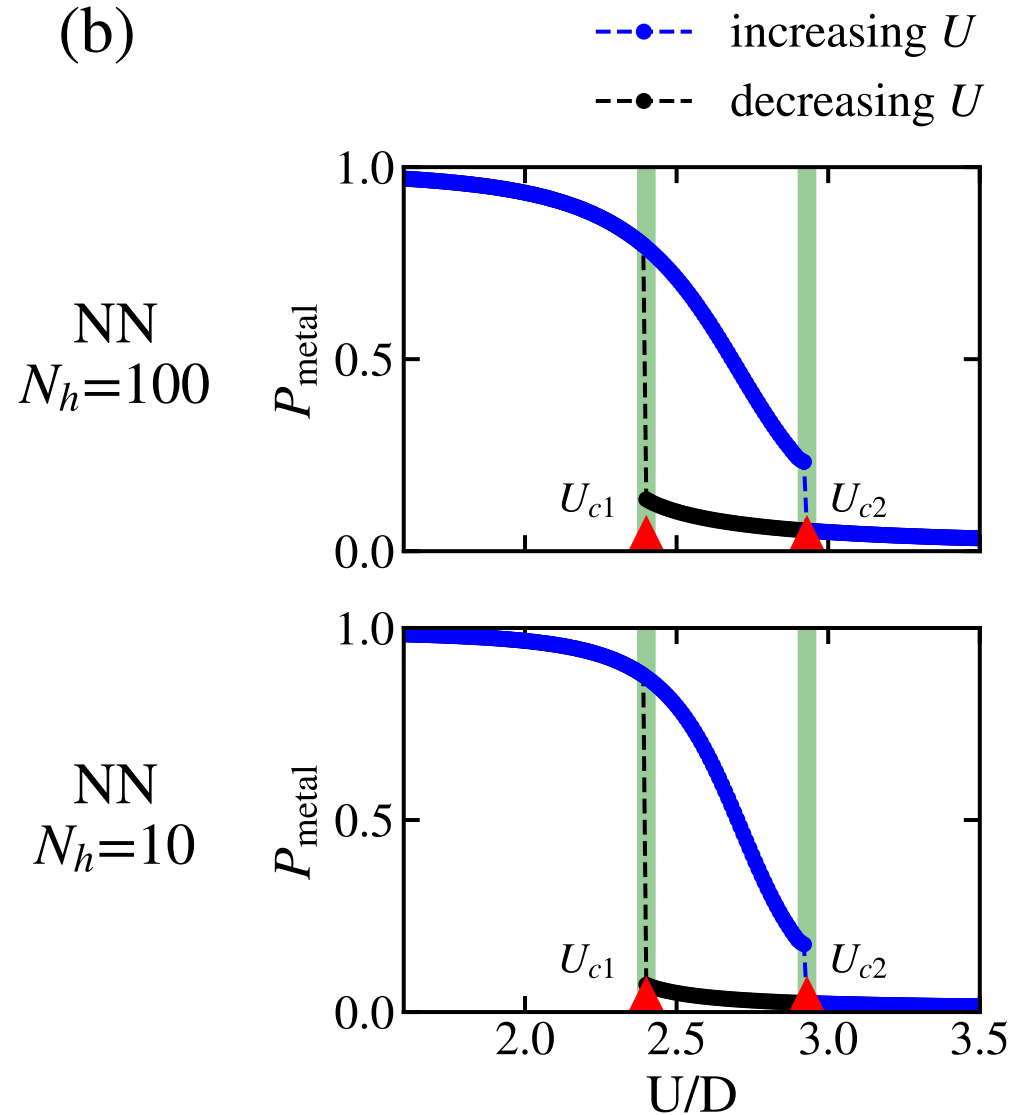 (b)
increasing U
decreasing U
NN
N_h=100
P_metal
1.0
0.5
0.0
U_c1
U_c2
NN
N_h=10
P_metal
1.0
0.5
0.0
U_c1
U_c2
2.0 2.5 3.0 3.5
U/D